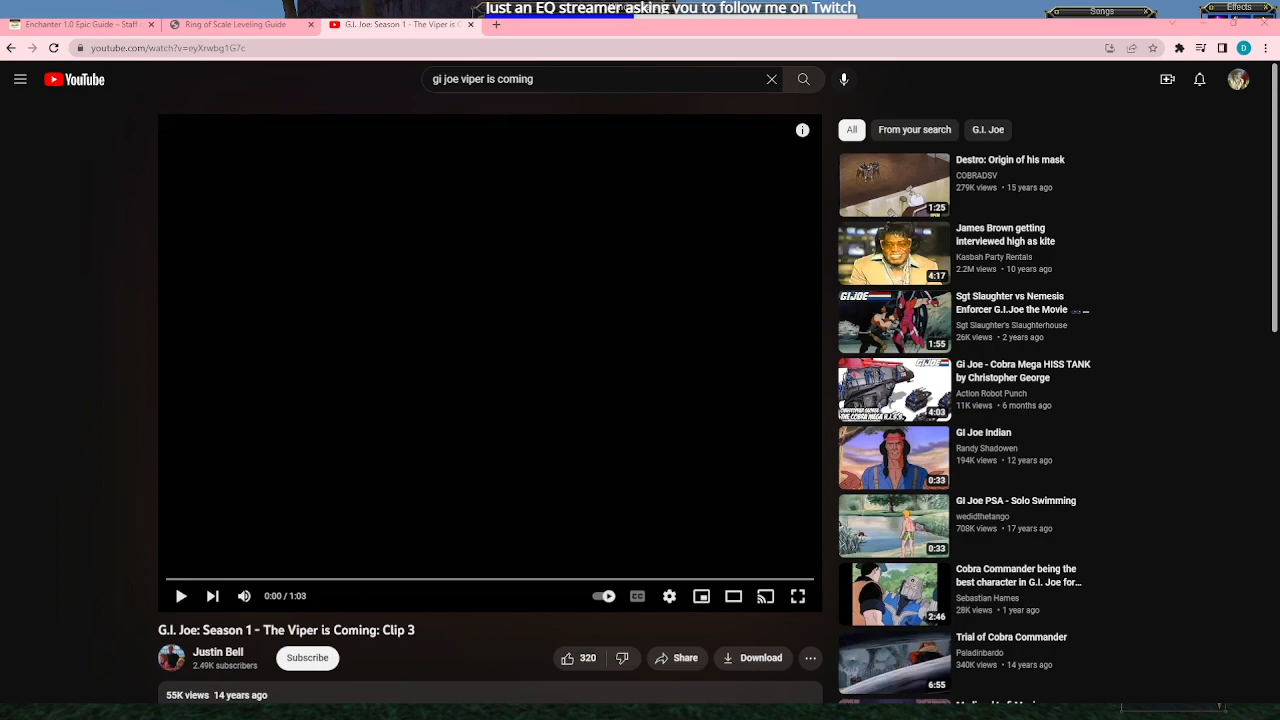 Just an EO streamer asking you to follow me on Twitch
Songs
Effects
Enchanter 1.0 Epic Guide – Staff
Ring of Scale Leveling Guide
G.I. Joe: Season 1 - The Viper is C
youtube.com/watch?v=eyXrwbg1G7c
D
YouTube
gi joe viper is coming
All
From your search
G.I. Joe
Destro: Origin of his mask
COBRADSV
279K views • 15 years ago
1:25
James Brown getting
Interviewed high as kite
Kasbah Party Rentals
2.2M views • 10 years ago
4:17
GI JOE
Sgt Slaughter vs Nemesis
Enforcer G.I.Joe the Movie
Sgt Slaughter's Slaughterhouse
26K views • 2 years ago
1:55
GI JOE
Gi Joe - Cobra Mega HISS TANK
by Christopher George
Action Robot Punch
11K views • 6 months ago
4:03
GI Joe Indian
Randy Shadowen
194K views • 12 years ago
0:33
GI Joe PSA - Solo Swimming
wedidthetango
708K views • 17 years ago
0:33
Cobra Commander being the
best character in G.I. Joe for...
Sebastian Hames
28K views • 1 year ago
2:46
Trial of Cobra Commander
Paladinbardo
340K views • 14 years ago
6:55
0:00 / 1:03
CC
G.I. Joe: Season 1 - The Viper is Coming: Clip 3
Justin Bell
2.49K subscribers
Subscribe
320
Share
Download
55K views 14 years ago